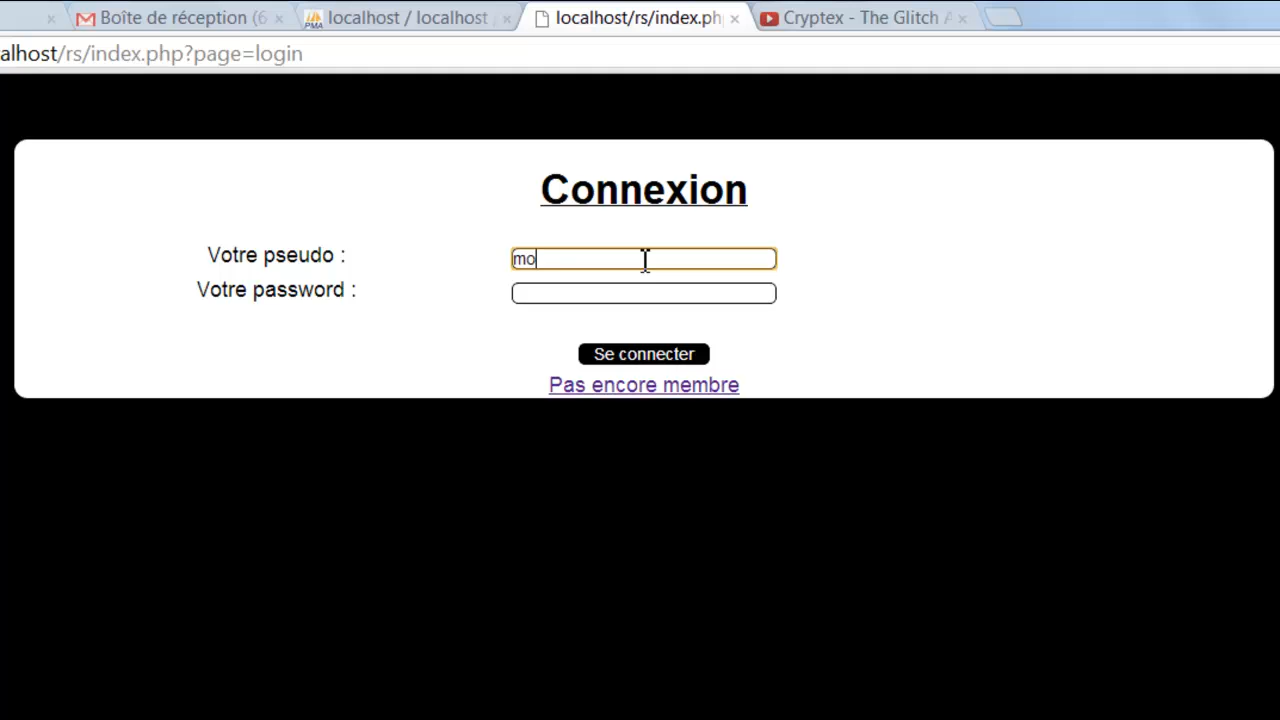 Boîte de réception (6
localhost / localhost
localhost/rs/index.ph
Cryptex - The Glitch
alhost/rs/index.php?page=login
Connexion
Votre pseudo :
mo
Votre password :
Se connecter
Pas encore membre